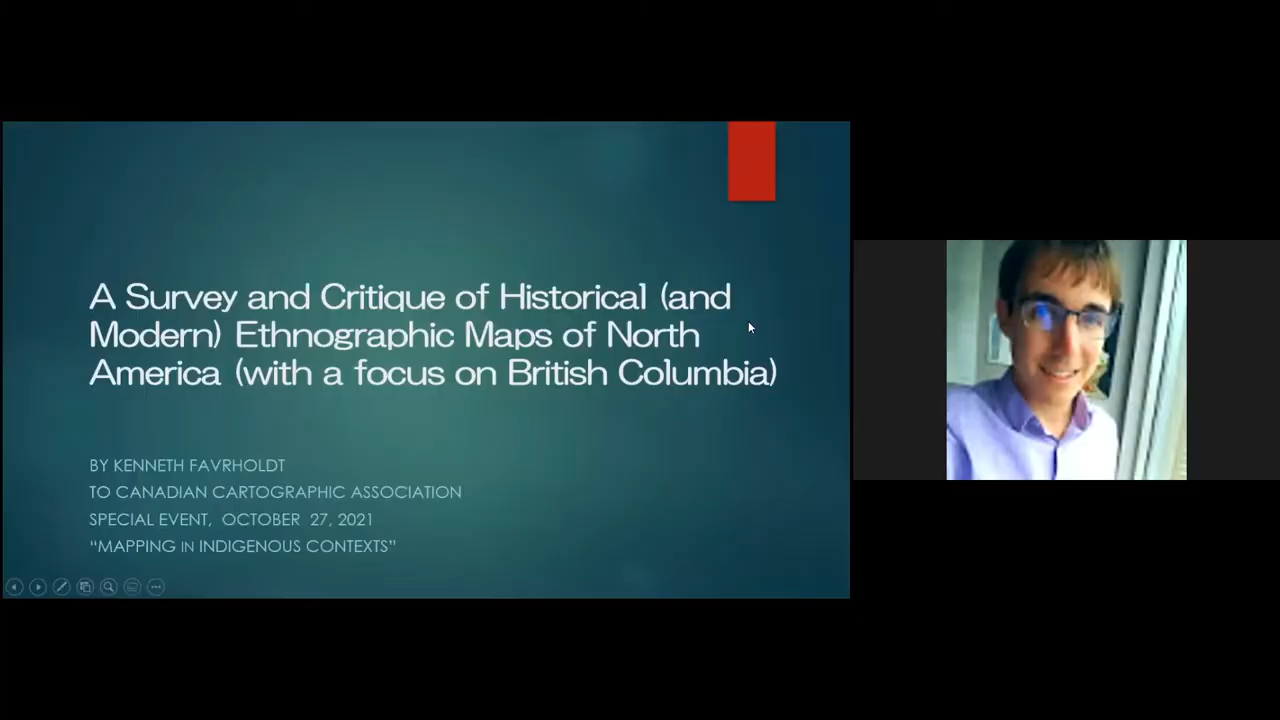 A Survey and Critique of Historical (and
Modern) Ethnographic Maps of North
America (with a focus on British Columbia)
BY KENNETH FAVRHOLDT
TO CANADIAN CARTOGRAPHIC ASSOCIATION
SPECIAL EVENT, OCTOBER 27, 2021
“MAPPING IN INDIGENOUS CONTEXTS”